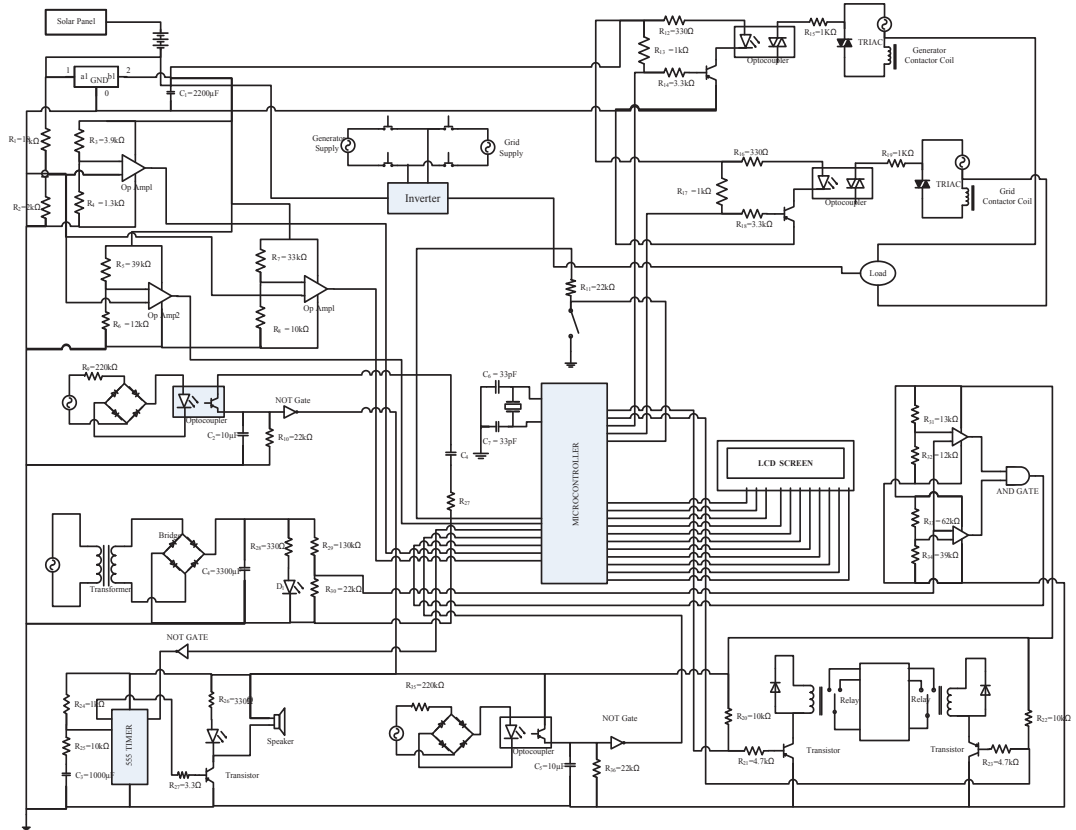 Solar Panel
1
a1 GND b1
2
0
C₁=2200µF
R₃=3.9kΩ
Op Amp1
R₂=2kΩ
R₄=1.3kΩ
R₅=39kΩ
R₆=12kΩ
Op Amp2
R₇=33kΩ
Op Amp1
R₈=10kΩ
Generator
Supply
Grid
Supply
Inverter
R₁₂=330Ω
R₁₃=1kΩ
R₁₄=3.3kΩ
Optocoupler
R₁₅=1KΩ
TRIAC
Generator
Contactor Coil
R₁₆=330Ω
R₁₇=1kΩ
R₁₈=3.3kΩ
Optocoupler
R₁₉=1KΩ
TRIAC
Grid
Contactor Coil
Load
R₁₁=22kΩ
R₉=220kΩ
Optocoupler
C₂=10µF
NOT Gate
R₁₀=22kΩ
C₆=33pF
C₇=33pF
C₄
R₂₇
MICROCONTROLLER
LCD SCREEN
R₃₁=13kΩ
R₃₂=12kΩ
AND GATE
R₃₃=62kΩ
R₃₄=39kΩ
Bridge
Transformer
C₄=3300µF
R₂₈=330Ω
R₂₉=130kΩ
R₃₀=22kΩ
NOT GATE
R₂₄=1kΩ
R₂₅=10kΩ
C₃=1000µF
555 TIMER
R₂₆=330Ω
Speaker
R₂₇=3.3Ω
Transistor
R₃₅=220kΩ
Optocoupler
C₅=10µF
NOT Gate
R₃₆=22kΩ
R₂₀=10kΩ
R₂₁=4.7kΩ
Transistor
Relay
Relay
Transistor
R₂₃=4.7kΩ
R₂₂=10kΩ